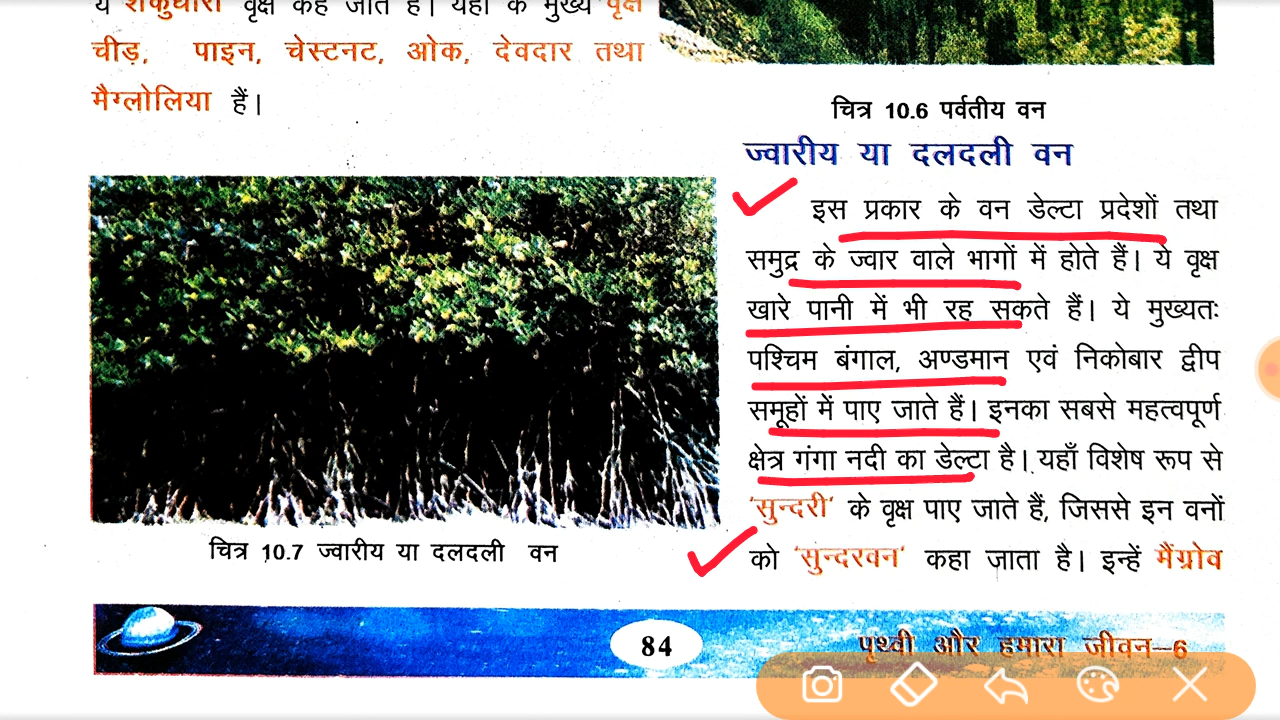 ये शंकुधारी वृक्ष कहे जाते हैं। यहाँ के मुख्य वृक्ष
चीड़, पाइन, चेस्टनट, ओक, देवदार तथा
मैग्लोलिया हैं।
चित्र 10.6 पर्वतीय वन
ज्वारीय या दलदली वन
इस प्रकार के वन डेल्टा प्रदेशों तथा
समुद्र के ज्वार वाले भागों में होते हैं। ये वृक्ष
खारे पानी में भी रह सकते हैं। ये मुख्यतः
पश्चिम बंगाल, अण्डमान एवं निकोबार द्वीप
समूहों में पाए जाते हैं। इनका सबसे महत्वपूर्ण
क्षेत्र गंगा नदी का डेल्टा है। यहाँ विशेष रूप से
'सुन्दरी' के वृक्ष पाए जाते हैं, जिससे इन वनों
को 'सुन्दरवन' कहा जाता है। इन्हें मैंग्रोव
चित्र 10.7 ज्वारीय या दलदली वन
84
पृथ्वी और हमारा जीवन–6